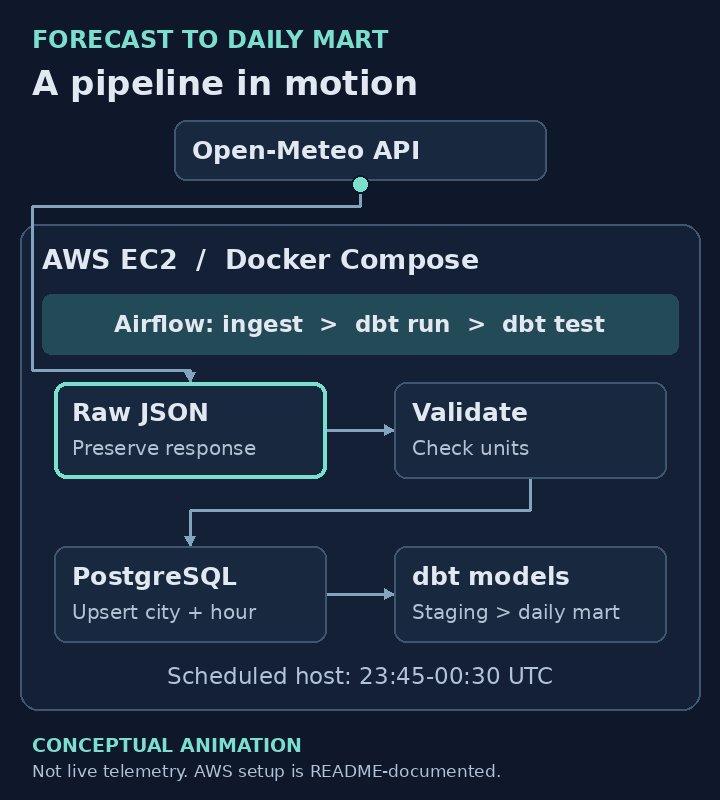 FORECAST TO DAILY MART
A pipeline in motion
Open-Meteo API
AWS EC2 / Docker Compose
Airflow: ingest > dbt run > dbt test
Raw JSON
Preserve response
Validate
Check units
PostgreSQL
Upsert city + hour
dbt models
Staging > daily mart
Scheduled host: 23:45-00:30 UTC
CONCEPTUAL ANIMATION
Not live telemetry. AWS setup is README-documented.